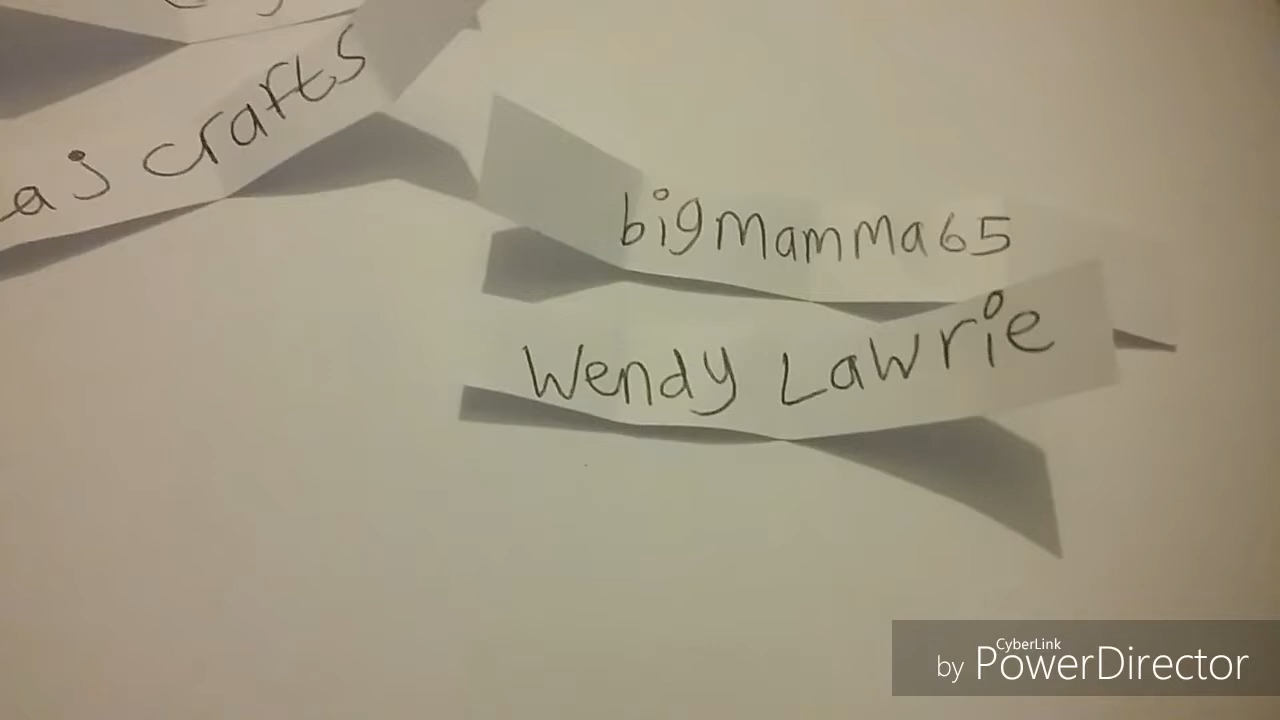 aj crafts
bigmamma65
Wendy Lawrie
CyberLink
by PowerDirector